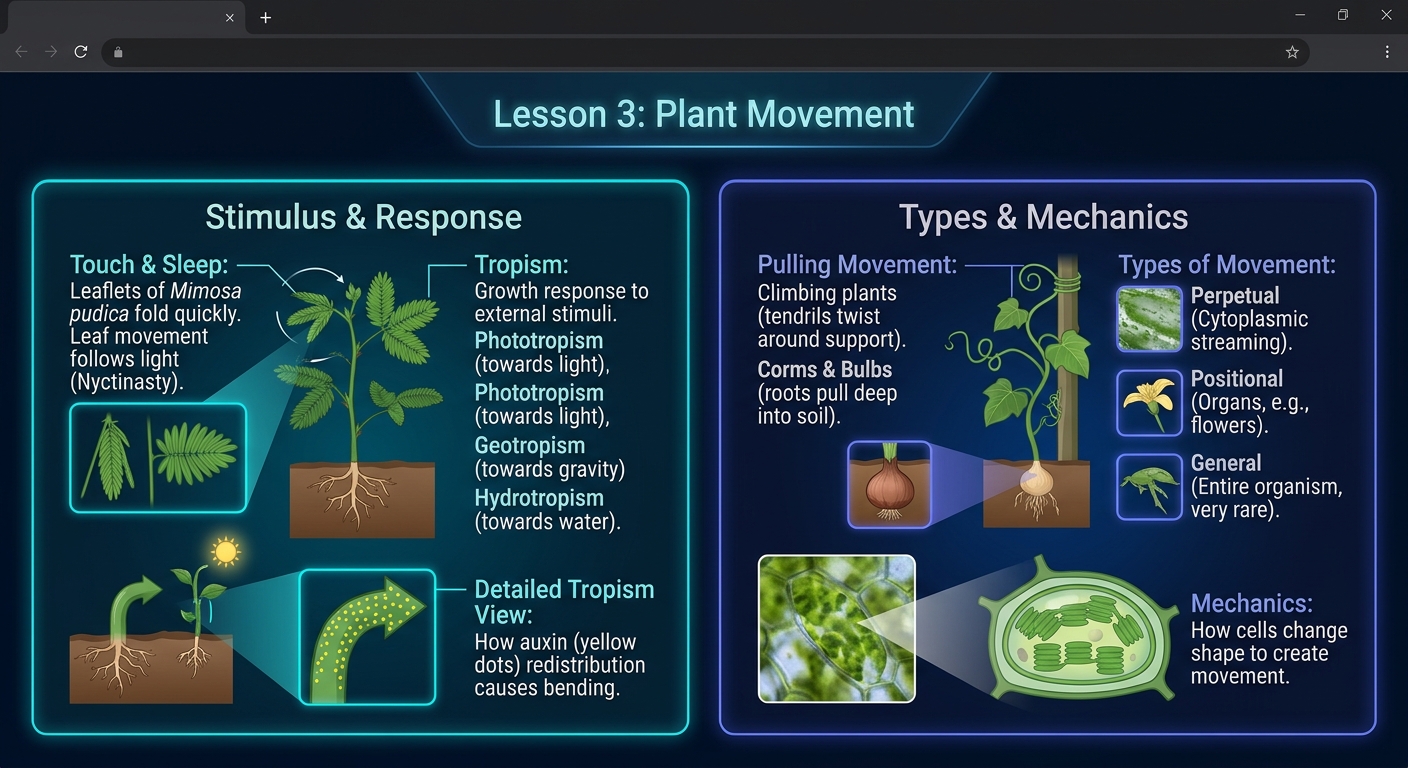 Lesson 3: Plant Movement
Stimulus & Response
Touch & Sleep:
Leaflets of Mimosa
pudica fold quickly.
Leaf movement
follows light
(Nyctinasty).
Tropism:
Growth response to
external stimuli.
Phototropism
(towards light),
Phototropism
(towards light),
Geotropism
(towards gravity)
Hydrotropism
(towards water).
Detailed Tropism
View:
How auxin (yellow
dots) redistribution
causes bending.
Types & Mechanics
Pulling Movement:
Climbing plants
(tendrils twist
around support).
Corms & Bulbs
(roots pull deep
into soil).
Types of Movement:
Perpetual
(Cytoplasmic
streaming).
Positional
(Organs, e.g.,
flowers).
General
(Entire organism,
very rare).
Mechanics:
How cells change
shape to create
movement.